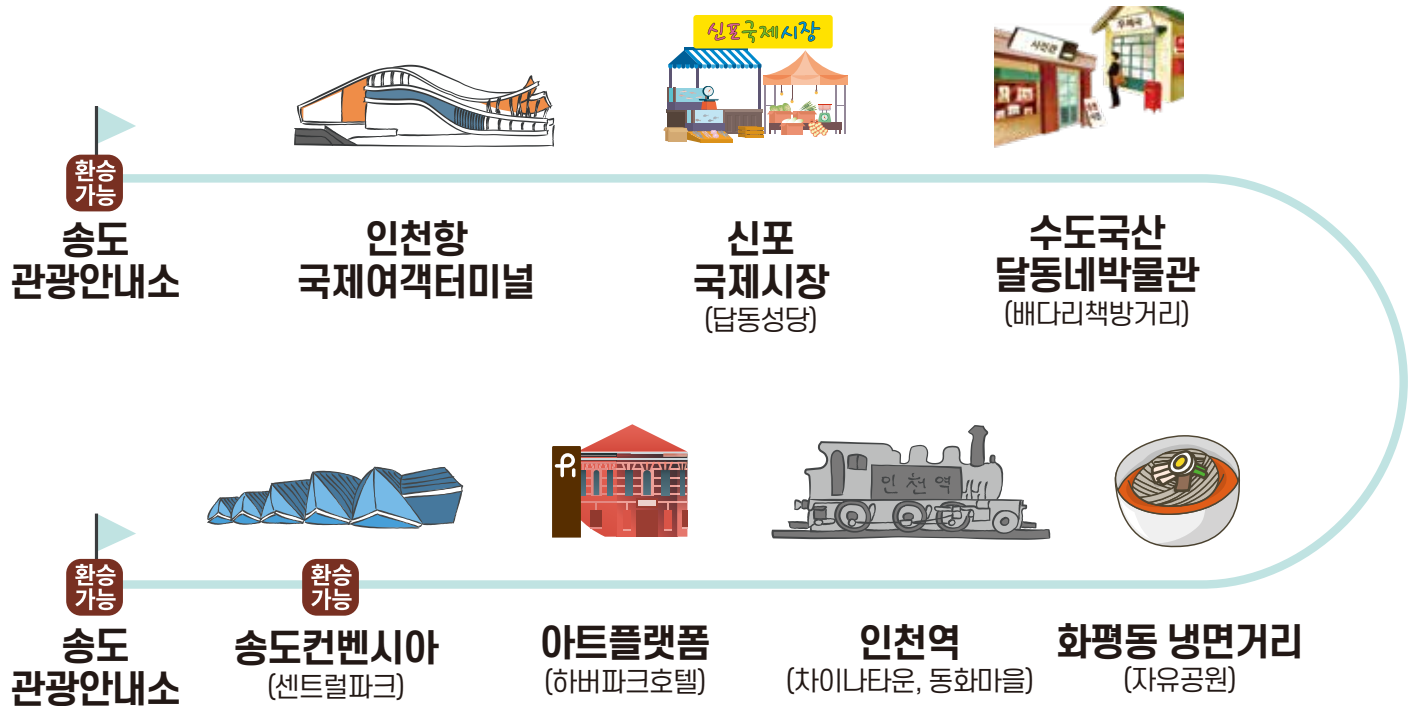 신포국제시장
사진관
우체국
환승
가능
송도
관광안내소
인천항
국제여객터미널
신포
국제시장
(답동성당)
수도국산
달동네박물관
(배다리책방거리)
인천역
환승
가능
송도
관광안내소
환승
가능
송도컨벤시아
(센트럴파크)
아트플랫폼
(하버파크호텔)
인천역
(차이나타운, 동화마을)
화평동 냉면거리
(자유공원)